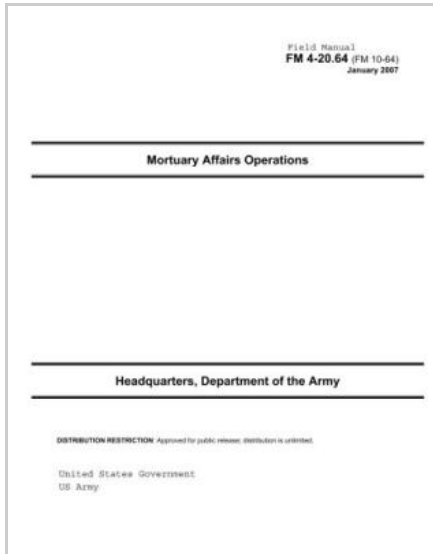 Field Manual
FM 4-20.64 (FM 10-64)
January 2007
Mortuary Affairs Operations
Headquarters, Department of the Army
DISTRIBUTION RESTRICTION: Approved for public release; distribution is unlimited.
United States Government
US Army